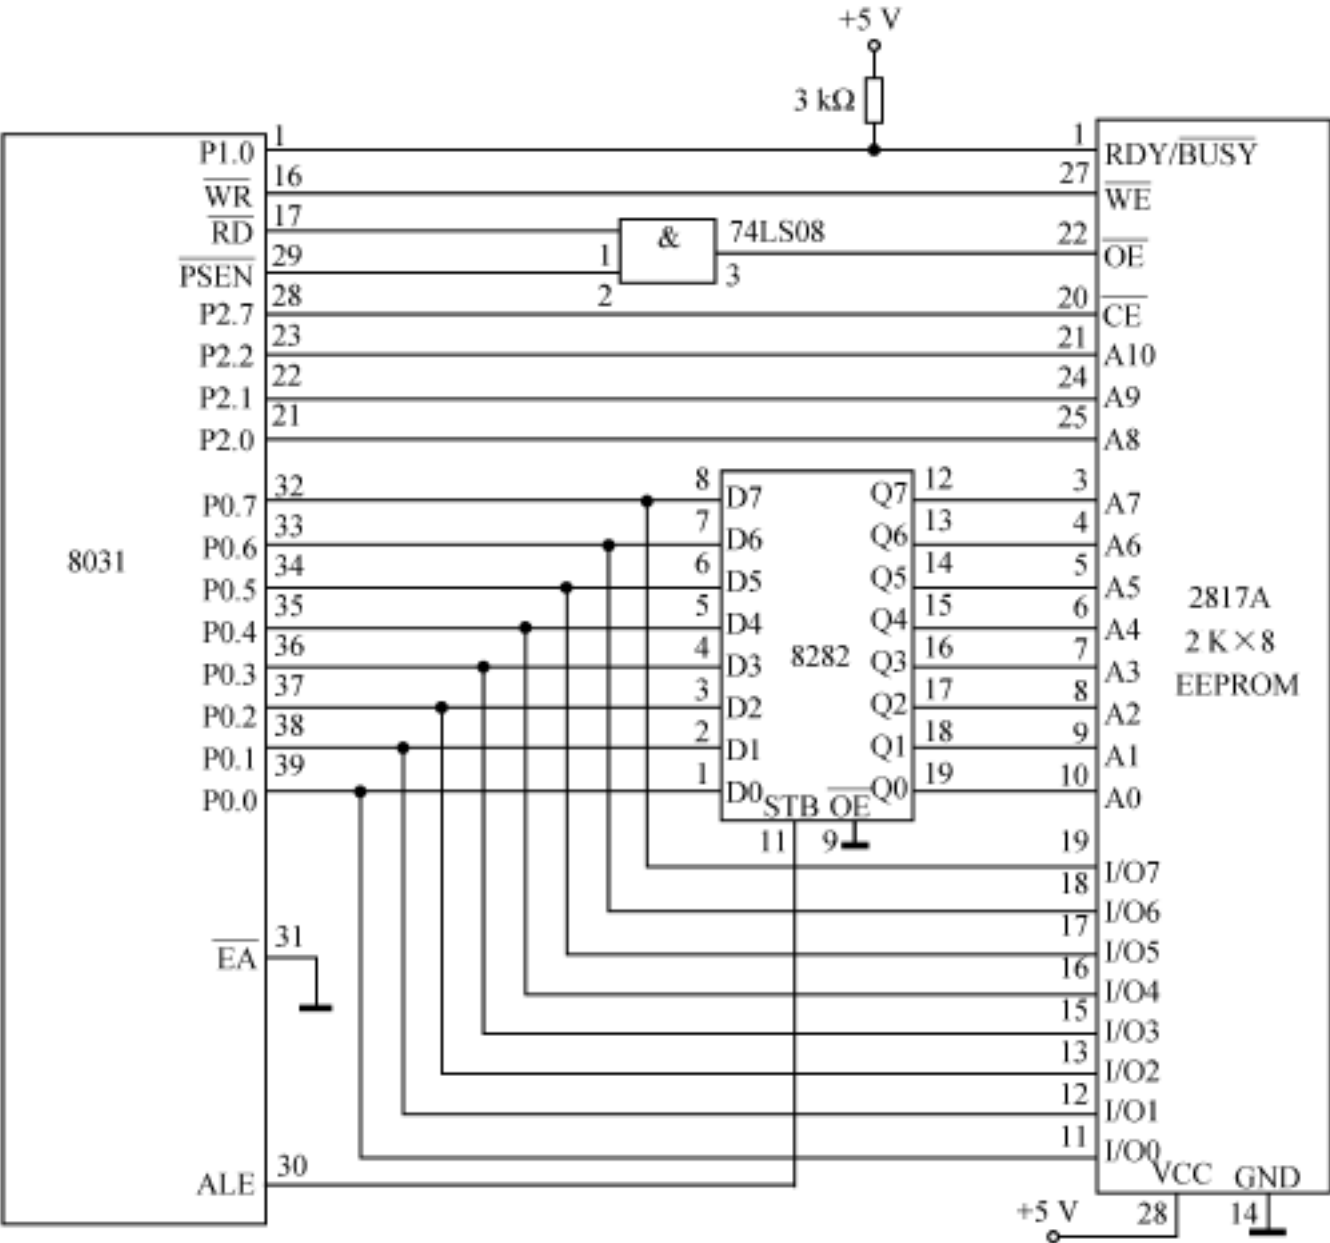 +5 V
3 kΩ
P1.0 1 1 RDY/BUSY
WR 16 27 WE
RD 17 & 74LS08 22 OE
PSEN 29 1 2 3
P2.7 28 20 CE
P2.2 23 21 A10
P2.1 22 24 A9
P2.0 21 25 A8
P0.7 32 8 D7 Q7 12 3 A7
P0.6 33 7 D6 Q6 13 4 A6
P0.5 34 6 D5 Q5 14 5 A5
P0.4 35 5 D4 Q4 15 6 A4
P0.3 36 4 D3 Q3 16 7 A3
P0.2 37 3 D2 Q2 17 8 A2
P0.1 38 2 D1 Q1 18 9 A1
P0.0 39 1 D0 Q0 19 10 A0
8031
8282
2817A
2 K×8
EEPROM
STB OE
11 9
19 I/O7
18 I/O6
17 I/O5
16 I/O4
15 I/O3
13 I/O2
12 I/O1
11 I/O0
EA 31
ALE 30
VCC GND
+5 V 28 14